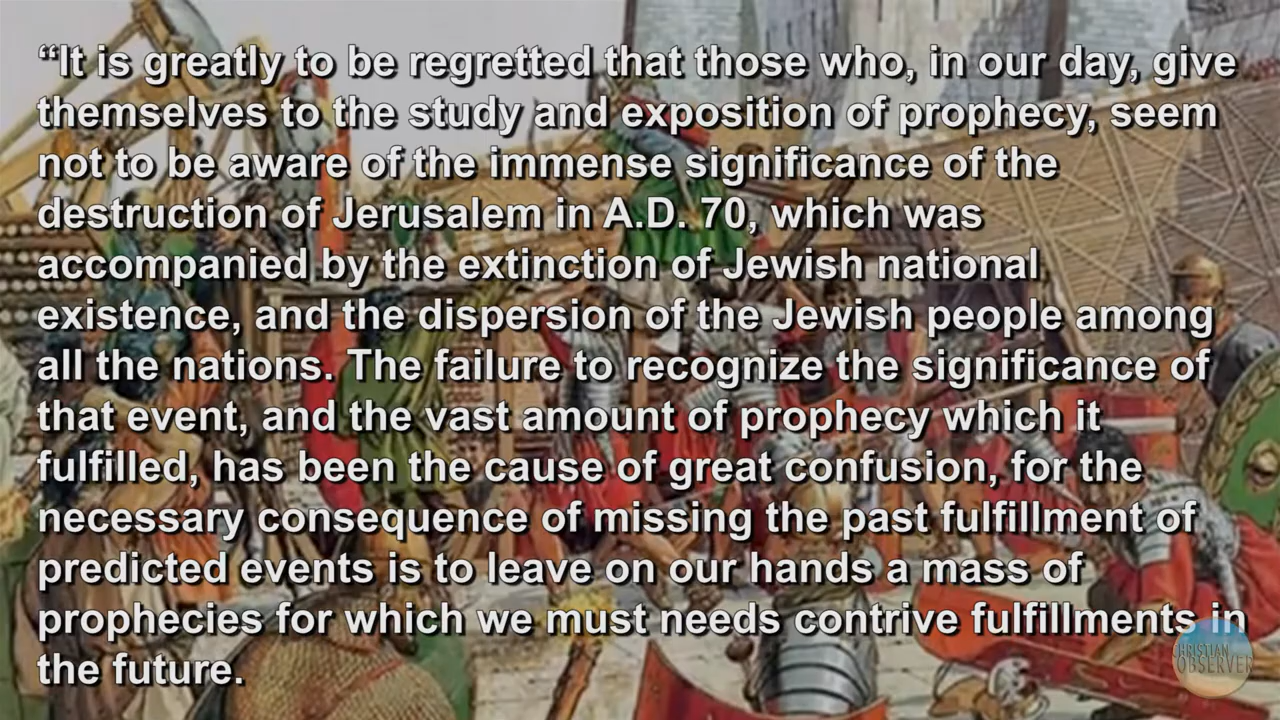 “It is greatly to be regretted that those who, in our day, give
themselves to the study and exposition of prophecy, seem
not to be aware of the immense significance of the
destruction of Jerusalem in A.D. 70, which was
accompanied by the extinction of Jewish national
existence, and the dispersion of the Jewish people among
all the nations. The failure to recognize the significance of
that event, and the vast amount of prophecy which it
fulfilled, has been the cause of great confusion, for the
necessary consequence of missing the past fulfillment of
predicted events is to leave on our hands a mass of
prophecies for which we must needs contrive fulfillments in
the future.
CHRISTIAN
OBSERVER